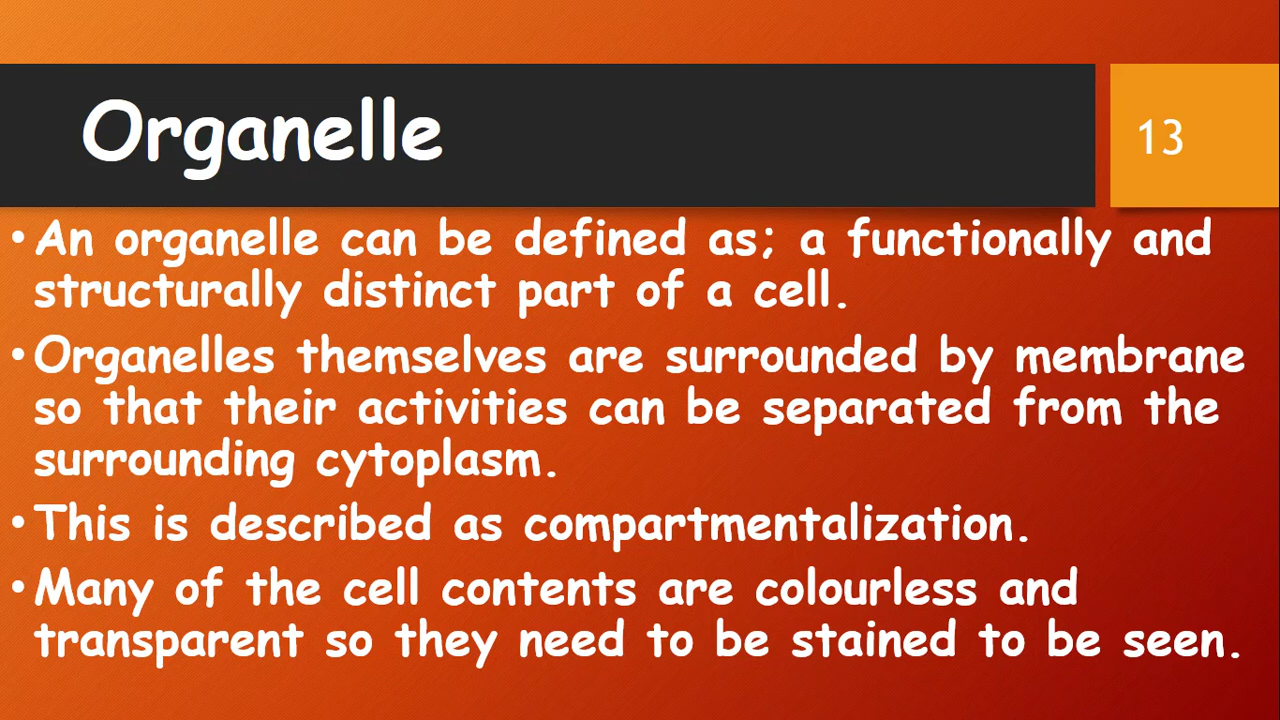 Organelle
13
• An organelle can be defined as; a functionally and
structurally distinct part of a cell.
• Organelles themselves are surrounded by membrane
so that their activities can be separated from the
surrounding cytoplasm.
• This is described as compartmentalization.
• Many of the cell contents are colourless and
transparent so they need to be stained to be seen.